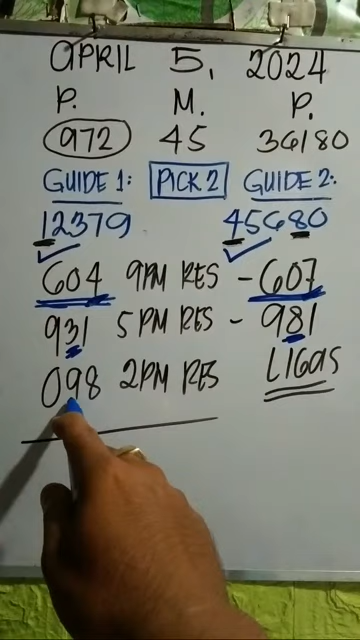 APRIL 5, 2024
P. M. P.
972 45 36180
GUIDE 1: PICK 2 GUIDE 2:
12379 45680
604 9PM RES - 607
931 5PM RES - 981
098 2PM RES LIGAS